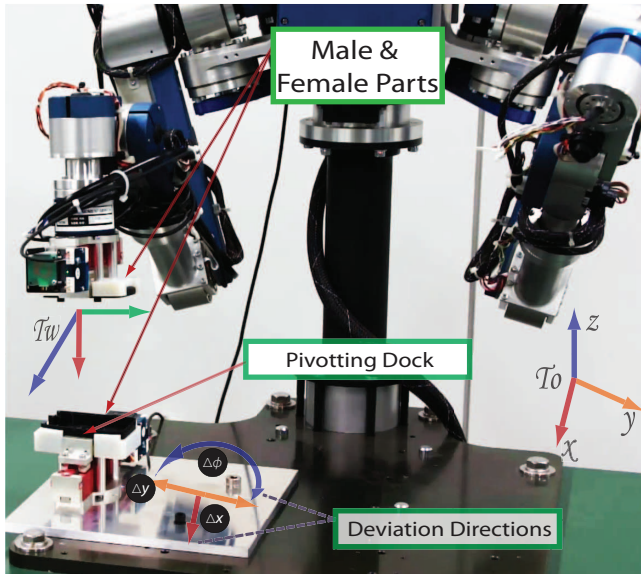 Male &
Female Parts
𝒯w
z
Pivotting Dock
𝒯o
y
x
Δϕ
Δy
Δx
Deviation Directions